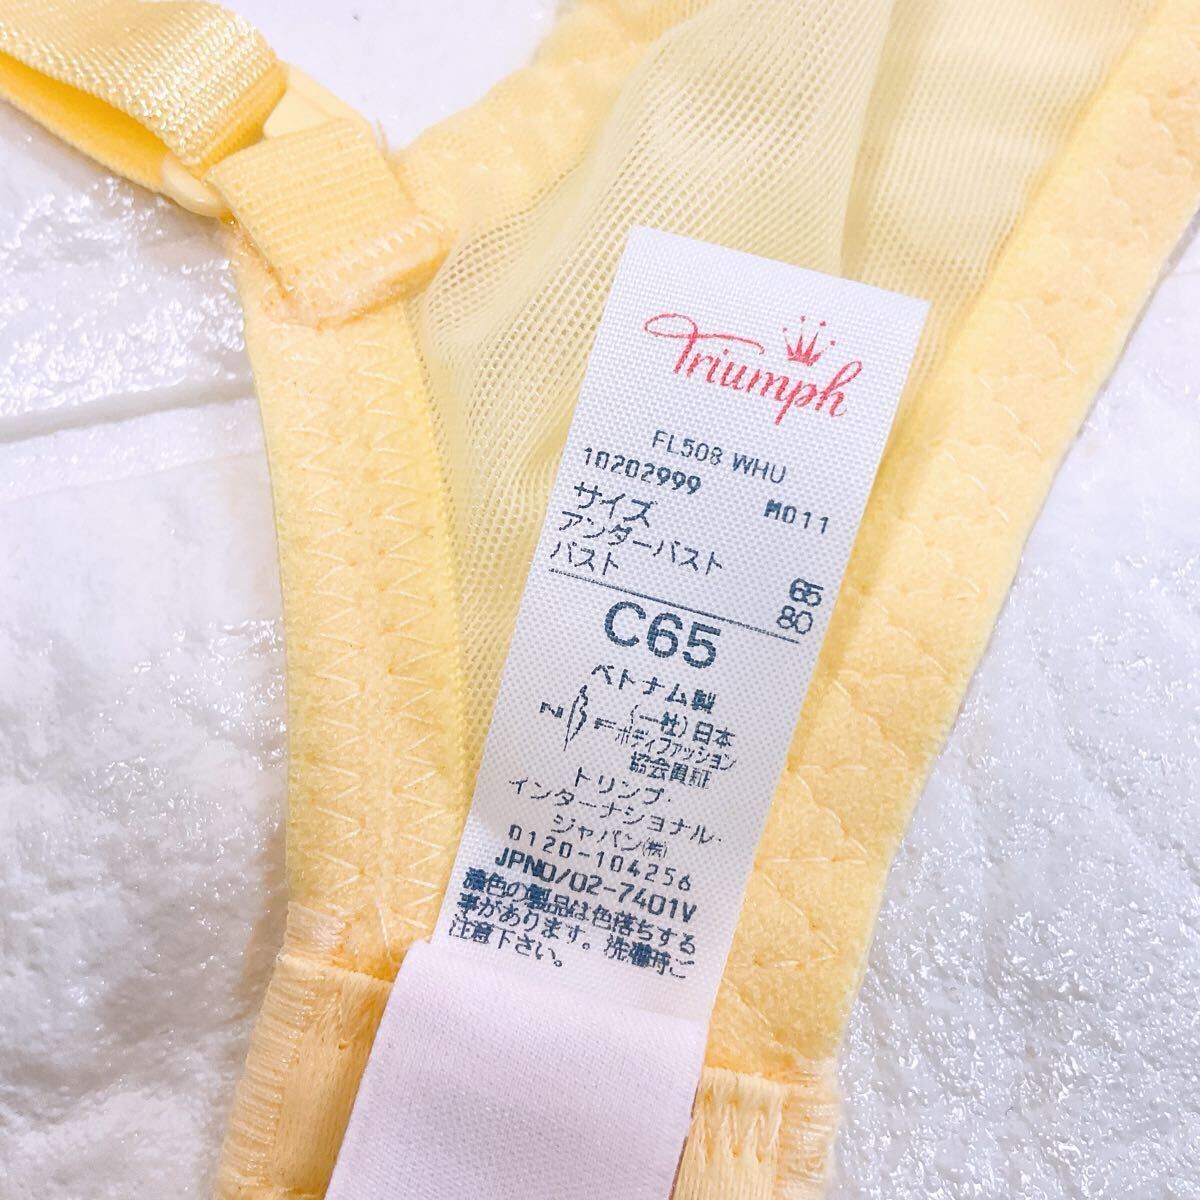 Triumph
FL508 WHU
10202999 M011
サイズ
アンダーバスト 65
バスト 80
C65
ベトナム製
NBF
(一社)日本
ボディファッション
協会員証
トリンプ・
インターナショナル・
ジャパン(株)
0120-104256
JPNO/02-7401V
濃色の製品は色落ちする
事があります。洗濯時ご
注意下さい。